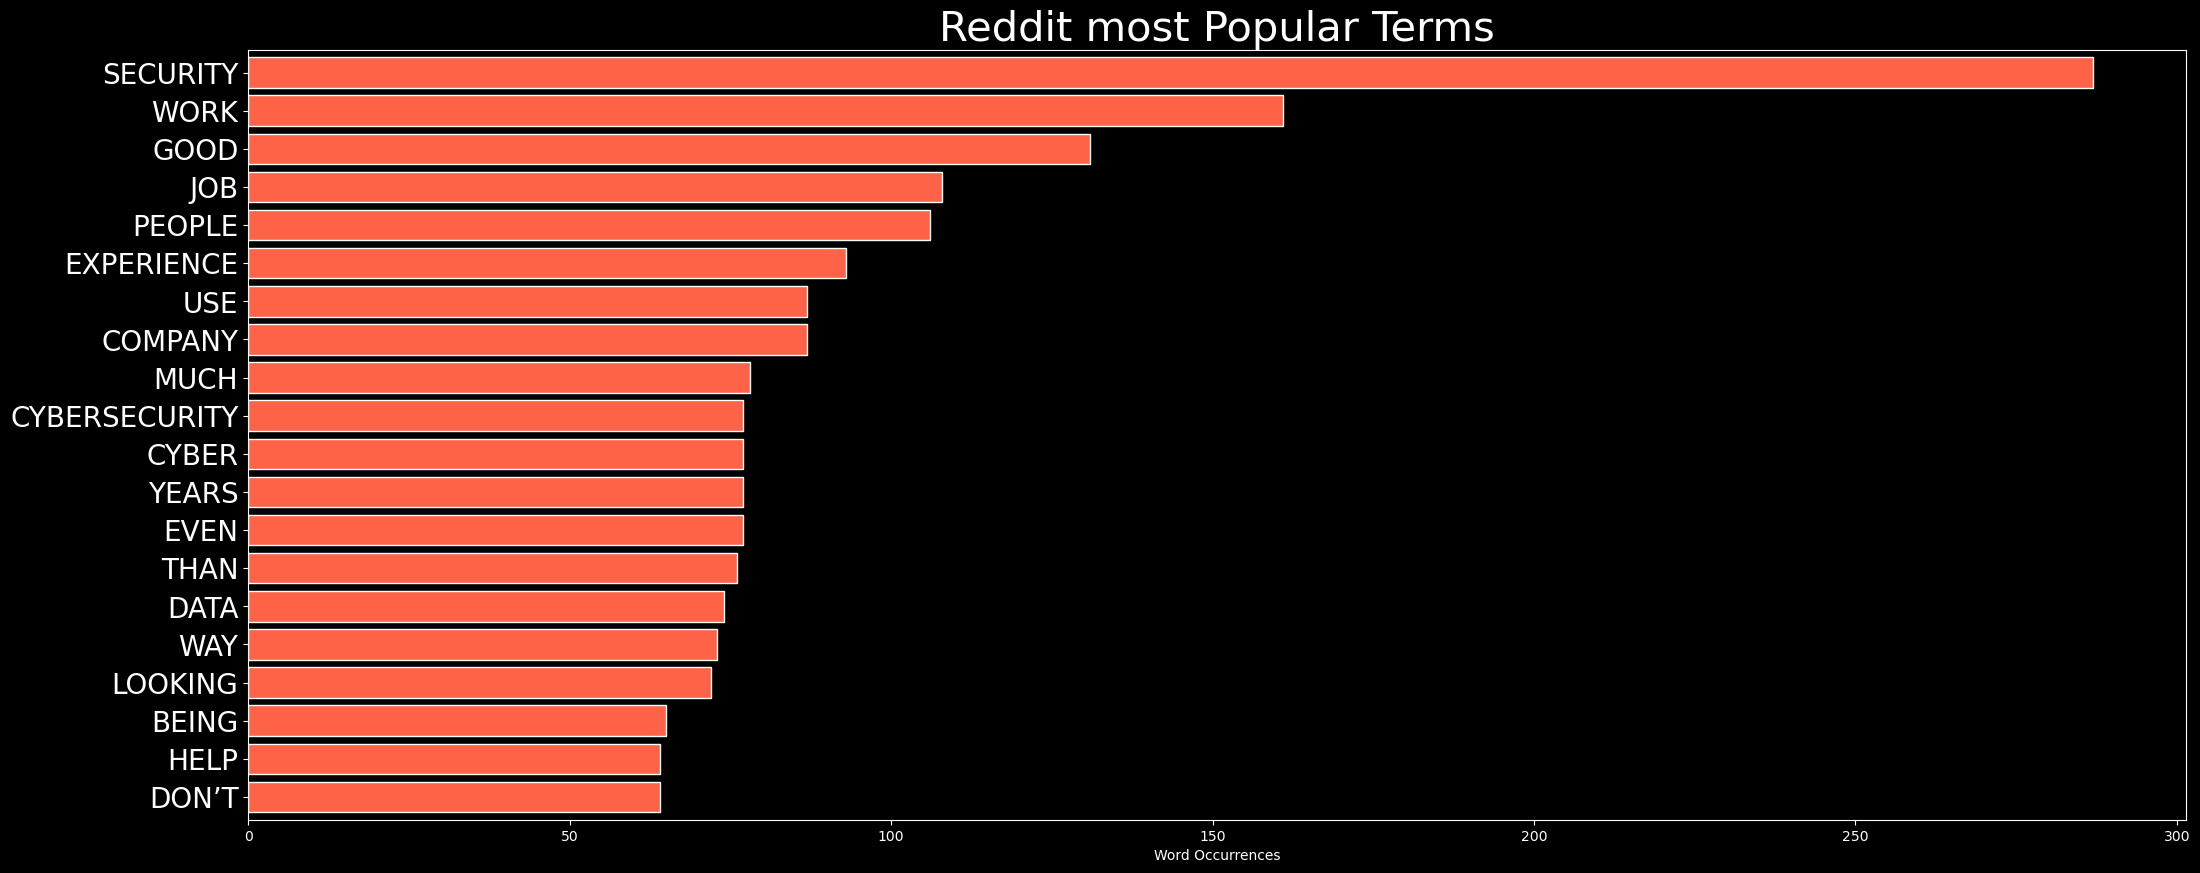 Reddit most Popular Terms
SECURITY
WORK
GOOD
JOB
PEOPLE
EXPERIENCE
USE
COMPANY
MUCH
CYBERSECURITY
CYBER
YEARS
EVEN
THAN
DATA
WAY
LOOKING
BEING
HELP
DON’T
0 50 100 150 200 250 300
Word Occurrences